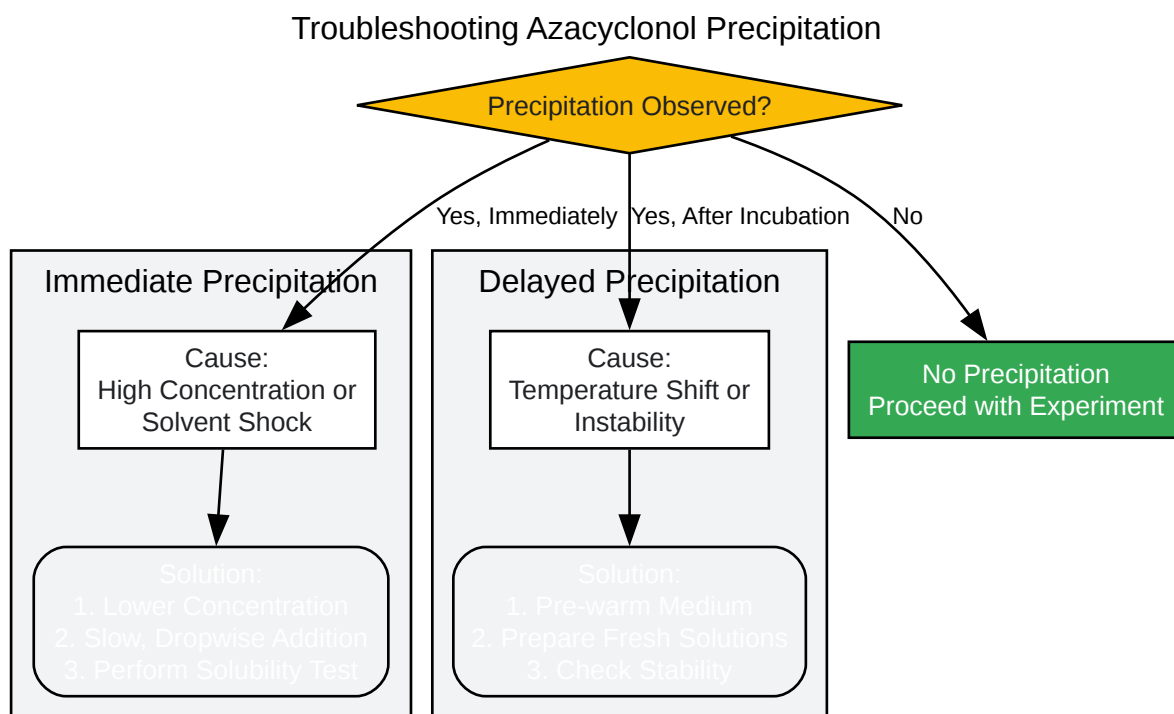 Troubleshooting Azacyclonol Precipitation
Precipitation Observed?
Yes, Immediately
Yes, After Incubation
No
Immediate Precipitation
Cause:
High Concentration or
Solvent Shock
Solution:
1. Lower Concentration
2. Slow, Dropwise Addition
3. Perform Solubility Test
Delayed Precipitation
Cause:
Temperature Shift or
Instability
Solution:
1. Pre-warm Medium
2. Prepare Fresh Solutions
3. Check Stability
No Precipitation
Proceed with Experiment